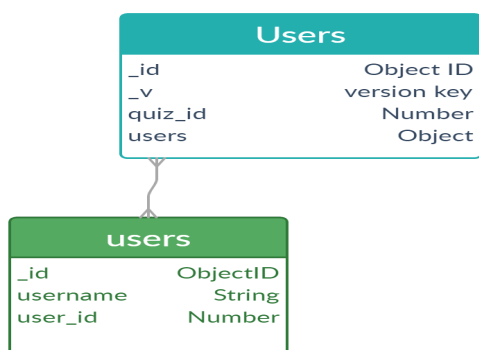 Users
_id Object ID
_v version key
quiz_id Number
users Object
users
_id ObjectID
username String
user_id Number